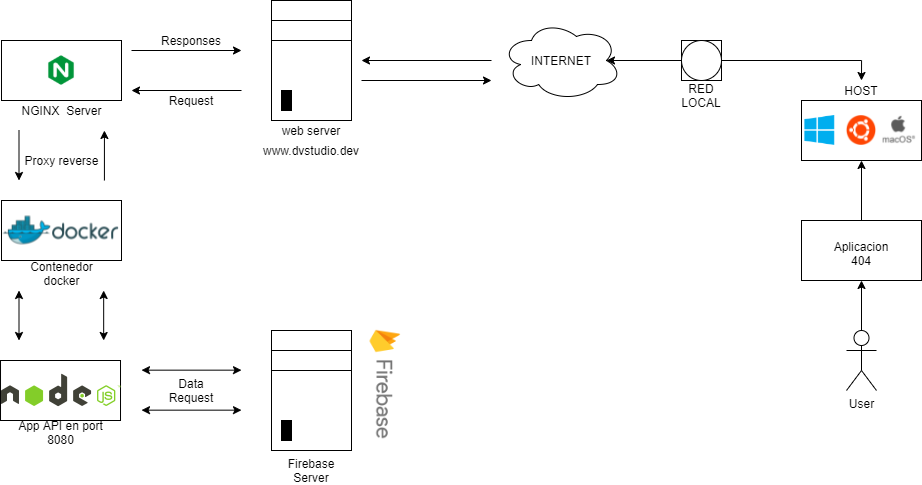 Responses
Request
NGINX  Server
web server
www.dvstudio.dev
INTERNET
RED
LOCAL
HOST
macOS
Proxy reverse
docker
Contenedor
docker
Aplicacion
404
User
node
JS
App API en port
8080
Data
Request
Firebase
Firebase
Server